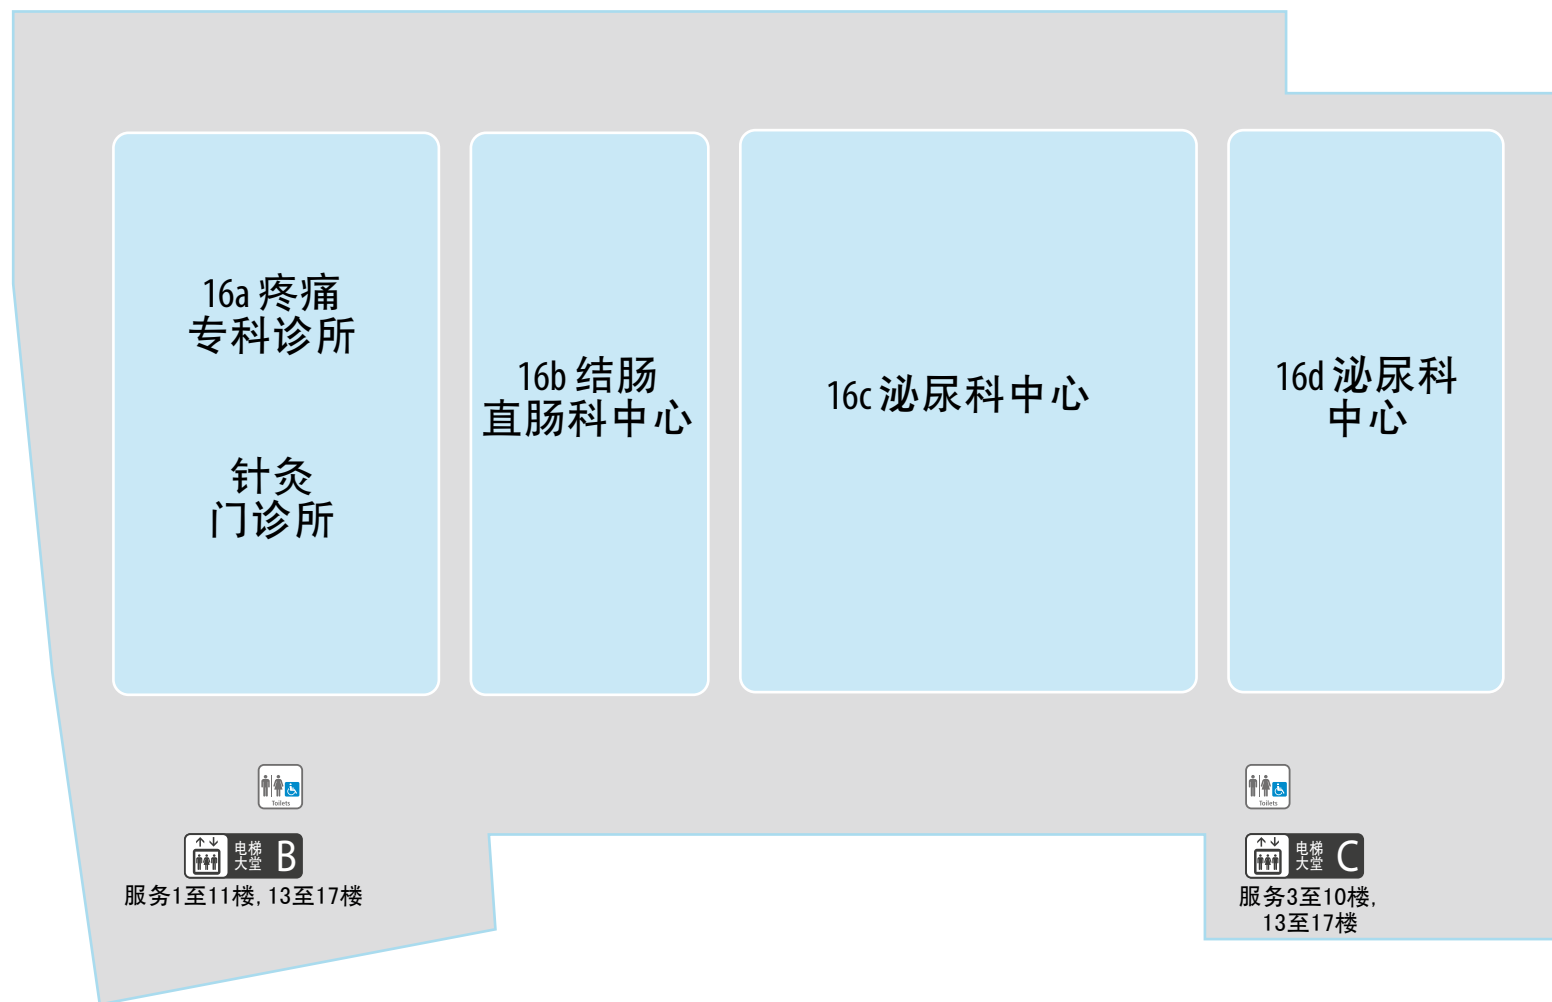 16a 疼痛
专科诊所
针灸
门诊所
16b 结肠
直肠科中心
16c 泌尿科中心
16d 泌尿科
中心
Toilets
电梯
大堂 B
服务1至11楼, 13至17楼
Toilets
电梯
大堂 C
服务3至10楼,
13至17楼